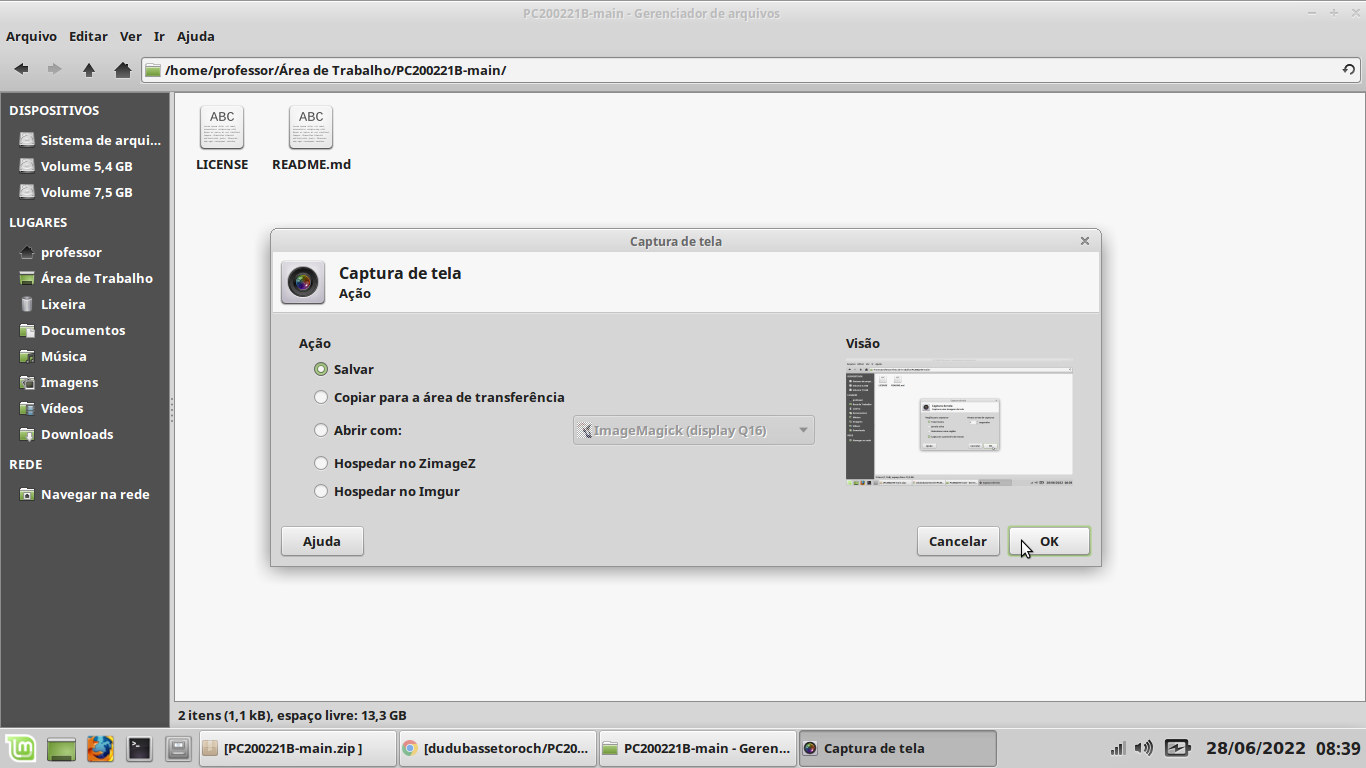 PC200221B-main - Gerenciador de arquivos
Arquivo Editar Ver Ir Ajuda
/home/professor/Área de Trabalho/PC200221B-main/
DISPOSITIVOS
Sistema de arqui...
Volume 5,4 GB
Volume 7,5 GB
LUGARES
professor
Área de Trabalho
Lixeira
Documentos
Música
Imagens
Vídeos
Downloads
REDE
Navegar na rede
ABC ABC
LICENSE README.md
Captura de tela
Captura de tela
Ação
Ação
Salvar
Copiar para a área de transferência
Abrir com: ImageMagick (display Q16)
Hospedar no ZimageZ
Hospedar no Imgur
Visão
Ajuda Cancelar OK
2 itens (1,1 kB), espaço livre: 13,3 GB
[PC200221B-main.zip ] [dudubassetoroch/PC20... PC200221B-main - Geren... Captura de tela 28/06/2022 08:39